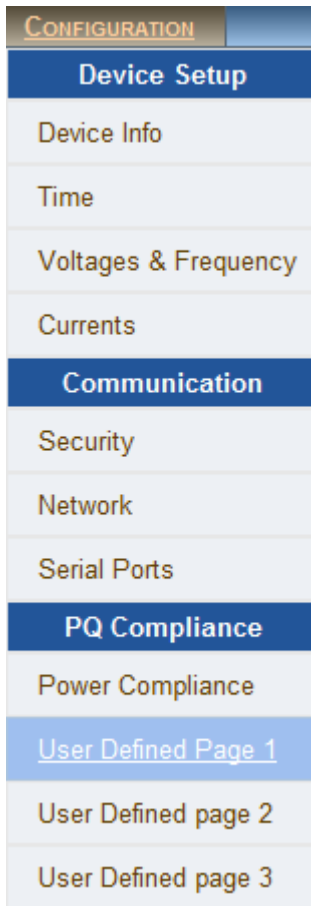 CONFIGURATION
Device Setup
Device Info
Time
Voltages & Frequency
Currents
Communication
Security
Network
Serial Ports
PQ Compliance
Power Compliance
User Defined Page 1
User Defined page 2
User Defined page 3